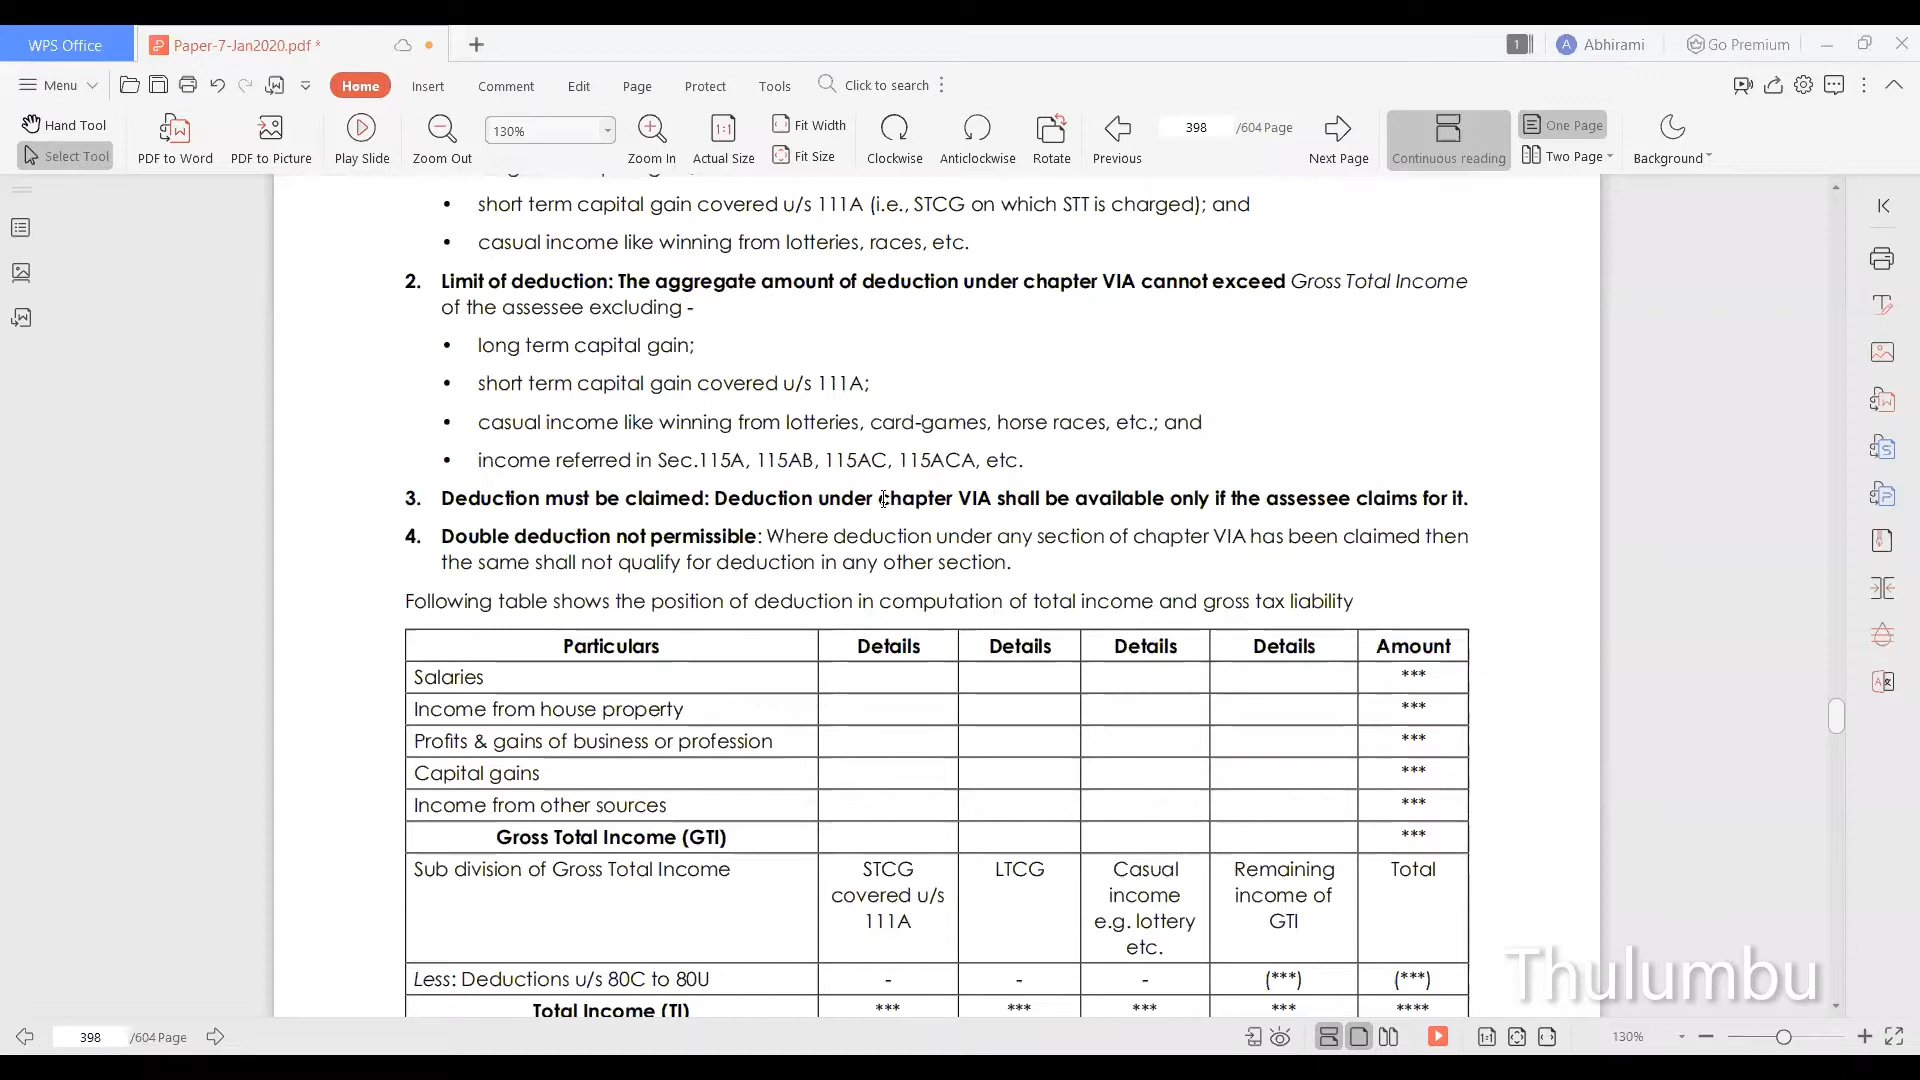 WPS Office
Paper-7-Jan2020.pdf *
1
A Abhirami
Go Premium
Menu
Home
Insert
Comment
Edit
Page
Protect
Tools
Click to search
Hand Tool
Select Tool
PDF to Word
PDF to Picture
Play Slide
Zoom Out
130%
Zoom In
1:1
Actual Size
Fit Width
Fit Size
Clockwise
Anticlockwise
Rotate
Previous
398 /604 Page
Next Page
Continuous reading
One Page
Two Page
Background
• short term capital gain covered u/s 111A (i.e., STCG on which STT is charged); and
• casual income like winning from lotteries, races, etc.
2. Limit of deduction: The aggregate amount of deduction under chapter VIA cannot exceed Gross Total Income
of the assessee excluding -
• long term capital gain;
• short term capital gain covered u/s 111A;
• casual income like winning from lotteries, card-games, horse races, etc.; and
• income referred in Sec.115A, 115AB, 115AC, 115ACA, etc.
3. Deduction must be claimed: Deduction under chapter VIA shall be available only if the assessee claims for it.
4. Double deduction not permissible: Where deduction under any section of chapter VIA has been claimed then
the same shall not qualify for deduction in any other section.
Following table shows the position of deduction in computation of total income and gross tax liability
Particulars Details Details Details Details Amount
Salaries ***
Income from house property ***
Profits & gains of business or profession ***
Capital gains ***
Income from other sources ***
Gross Total Income (GTI) ***
Sub division of Gross Total Income STCG LTCG Casual Remaining Total
covered u/s income income of
111A e.g. lottery GTI
etc.
Less: Deductions u/s 80C to 80U - - - (***) (***)
Total Income (TI) *** *** *** *** ****
Thulumbu
398 /604 Page
130%